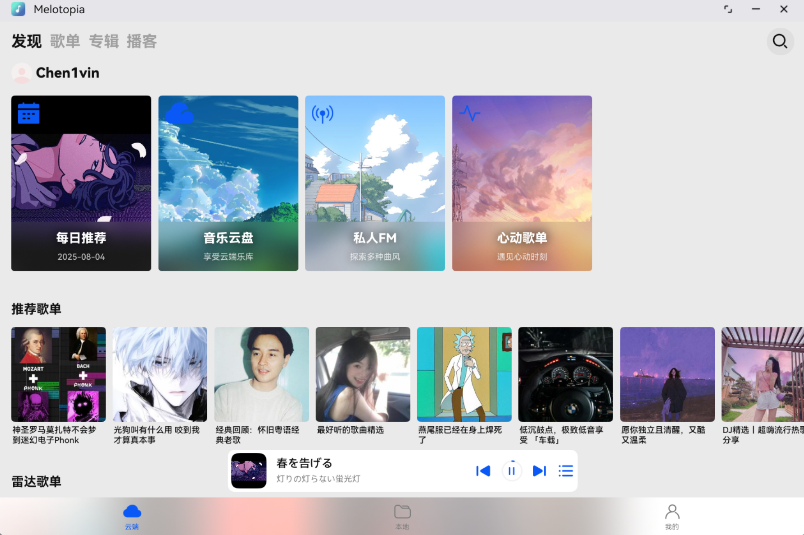 Melotopia
发现 歌单 专辑 播客
Chen1vin
每日推荐
2025-08-04
音乐云盘
享受云端乐库
私人FM
探索多种曲风
心动歌单
遇见心动时刻
推荐歌单
MOZART
+
PHONK
BACH
+
PHONK
神圣罗马莫扎特不会梦
到迷幻电子Phonk
光狗叫有什么用 咬到我
才算真本事
经典回顾：怀旧粤语经
典老歌
最好听的歌曲精选
燕尾服已经在身上焊死
了
低沉鼓点，极致低音享
受 「车载」
愿你独立且清醒，又酷
又温柔
DJ精选丨超嗨流行热歌
分享
雷达歌单
春を告げる
灯りの灯らない蛍光灯
云端
本地
我的